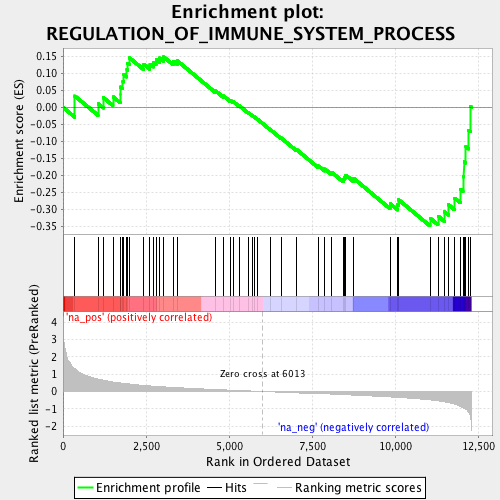 Enrichment plot:
REGULATION_OF_IMMUNE_SYSTEM_PROCESS
Enrichment score (ES)
0.15
0.10
0.05
0.00
-0.05
-0.10
-0.15
-0.20
-0.25
-0.30
-0.35
'na_pos' (positively correlated)
Ranked list metric (PreRanked)
4
3
2
1
0
-1
-2
Zero cross at 6013
'na_neg' (negatively correlated)
0
2,500
5,000
7,500
10,000
12,500
Rank in Ordered Dataset
Enrichment profile
Hits
Ranking metric scores